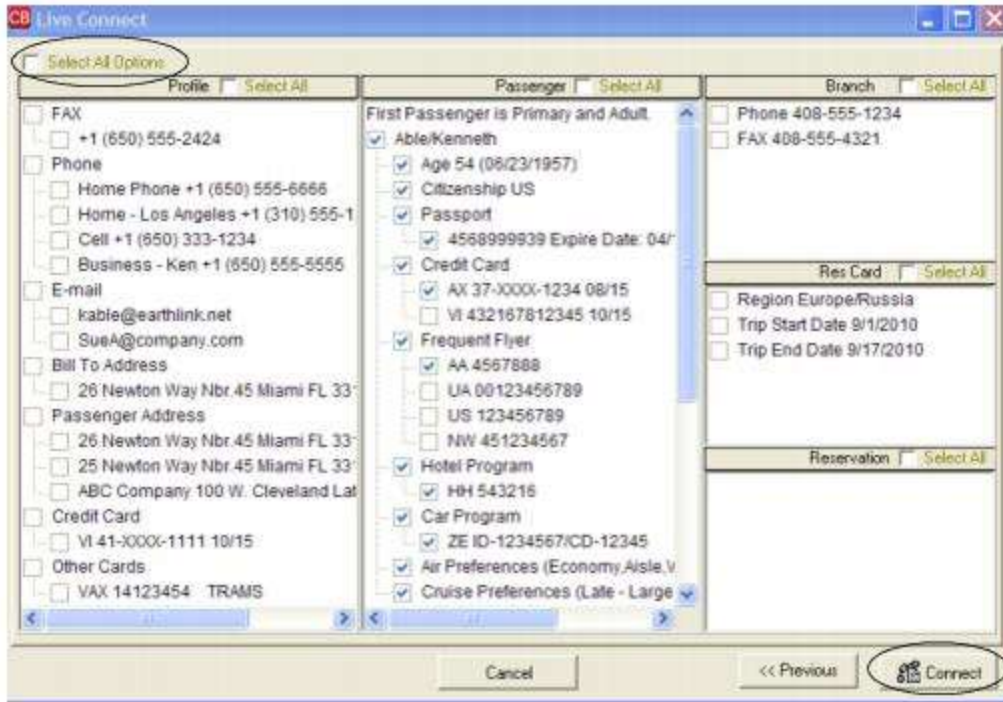 CB Live Connect
Select All Options
Profile Select All
FAX
+1 (650) 555-2424
Phone
Home Phone +1 (650) 555-6666
Home - Los Angeles +1 (310) 555-1
Cell +1 (650) 333-1234
Business - Ken +1 (650) 555-5555
E-mail
kable@earthlink.net
SueA@company.com
Bill To Address
26 Newton Way Nbr.45 Miami FL 331
Passenger Address
26 Newton Way Nbr.45 Miami FL 331
25 Newton Way Nbr.45 Miami FL 331
ABC Company 100 W. Cleveland Lat
Credit Card
VI 41-XXXX-1111 10/15
Other Cards
VAX 14123454 TRAMS
Passenger Select All
First Passenger is Primary and Adult.
Able/Kenneth
Age 54 (06/23/1957)
Citizenship US
Passport
4568999939 Expire Date: 04/
Credit Card
AX 37-XXXX-1234 08/15
VI 432167812345 10/15
Frequent Flyer
AA 4567888
UA 00123456789
US 123456789
NW 451234567
Hotel Program
HH 543216
Car Program
ZE ID-1234567/CD-12345
Air Preferences (Economy,Aisle,V
Cruise Preferences (Late - Large
Branch Select All
Phone 408-555-1234
FAX 408-555-4321
Res Card Select All
Region Europe/Russia
Trip Start Date 9/1/2010
Trip End Date 9/17/2010
Reservation Select All
Cancel
<< Previous
Connect